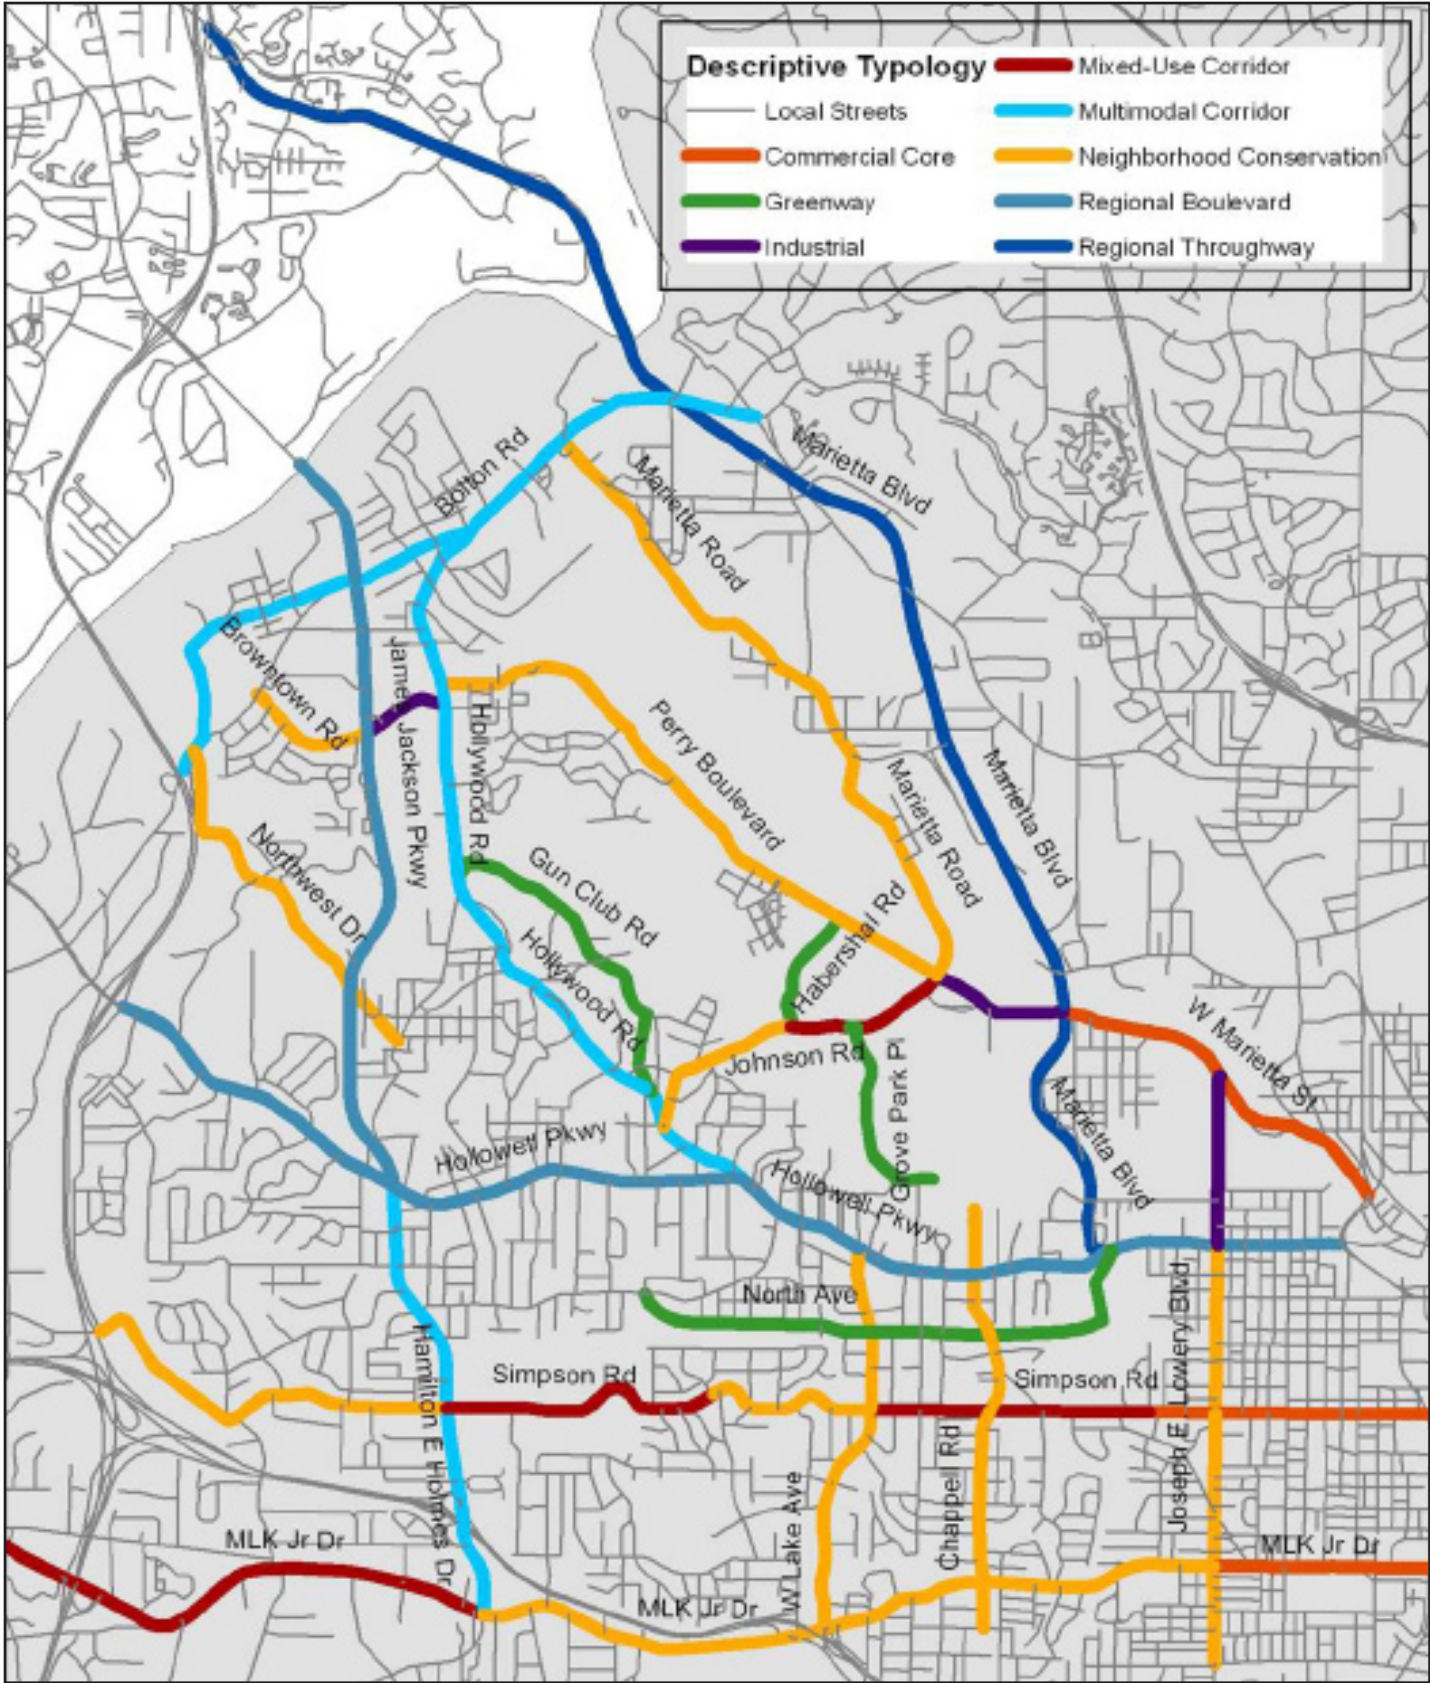 Descriptive Typology
Mixed-Use Corridor
Local Streets
Multimodal Corridor
Commercial Core
Neighborhood Conservation
Greenway
Regional Boulevard
Industrial
Regional Throughway
Marietta Blvd
Bolton Rd
Marietta Road
Browntown Rd
James Jackson Pkwy
Hollywood Rd
Perry Boulevard
Marietta Road
Marietta Blvd
Northwest Dr
Gun Club Rd
Habershal Rd
Hollywood Rd
W Marietta St
Johnson Rd
Grove Park Pl
Marietta Blvd
Hollowell Pkwy
Hollowell Pkwy
North Ave
Joseph E. Lowery Blvd
Hamilton E Holmes Dr
Simpson Rd
Simpson Rd
Chappell Rd
W Lake Ave
MLK Jr Dr
MLK Jr Dr
MLK Jr Dr